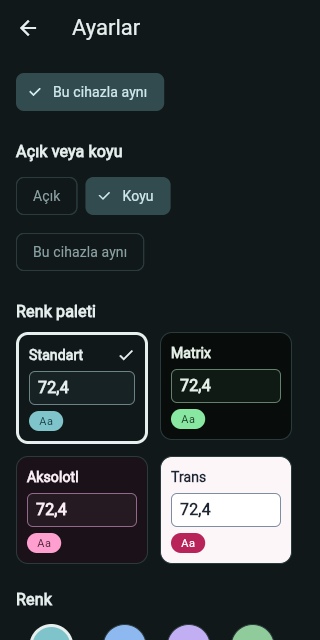 Ayarlar
Bu cihazla aynı
Açık veya koyu
Açık
Koyu
Bu cihazla aynı
Renk paleti
Standart
72,4
Aa
Matrix
72,4
Aa
Aksolotl
72,4
Aa
Trans
72,4
Aa
Renk